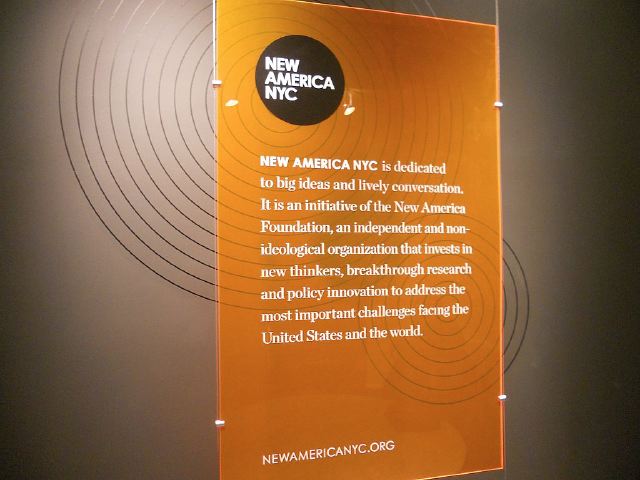 NEW
AMERICA
NYC
NEW AMERICA NYC is dedicated
to big ideas and lively conversation.
It is an initiative of the New America
Foundation, an independent and non-
ideological organization that invests in
new thinkers, breakthrough research
and policy innovation to address the
most important challenges facing the
United States and the world.
NEWAMERICANYC.ORG